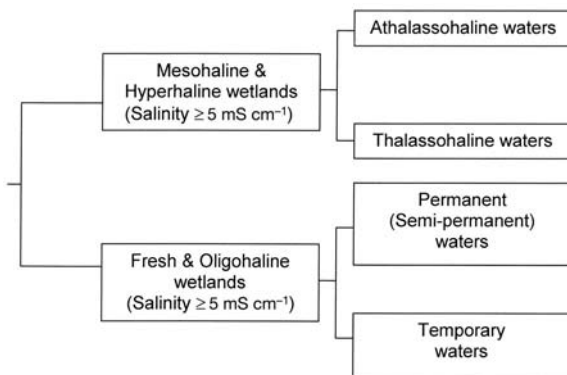 Athalassohaline waters
Mesohaline &
Hyperhaline wetlands
(Salinity ≥ 5 mS cm⁻¹)
Thalassohaline waters
Permanent
(Semi-permanent)
waters
Fresh & Oligohaline
wetlands
(Salinity ≥ 5 mS cm⁻¹)
Temporary
waters